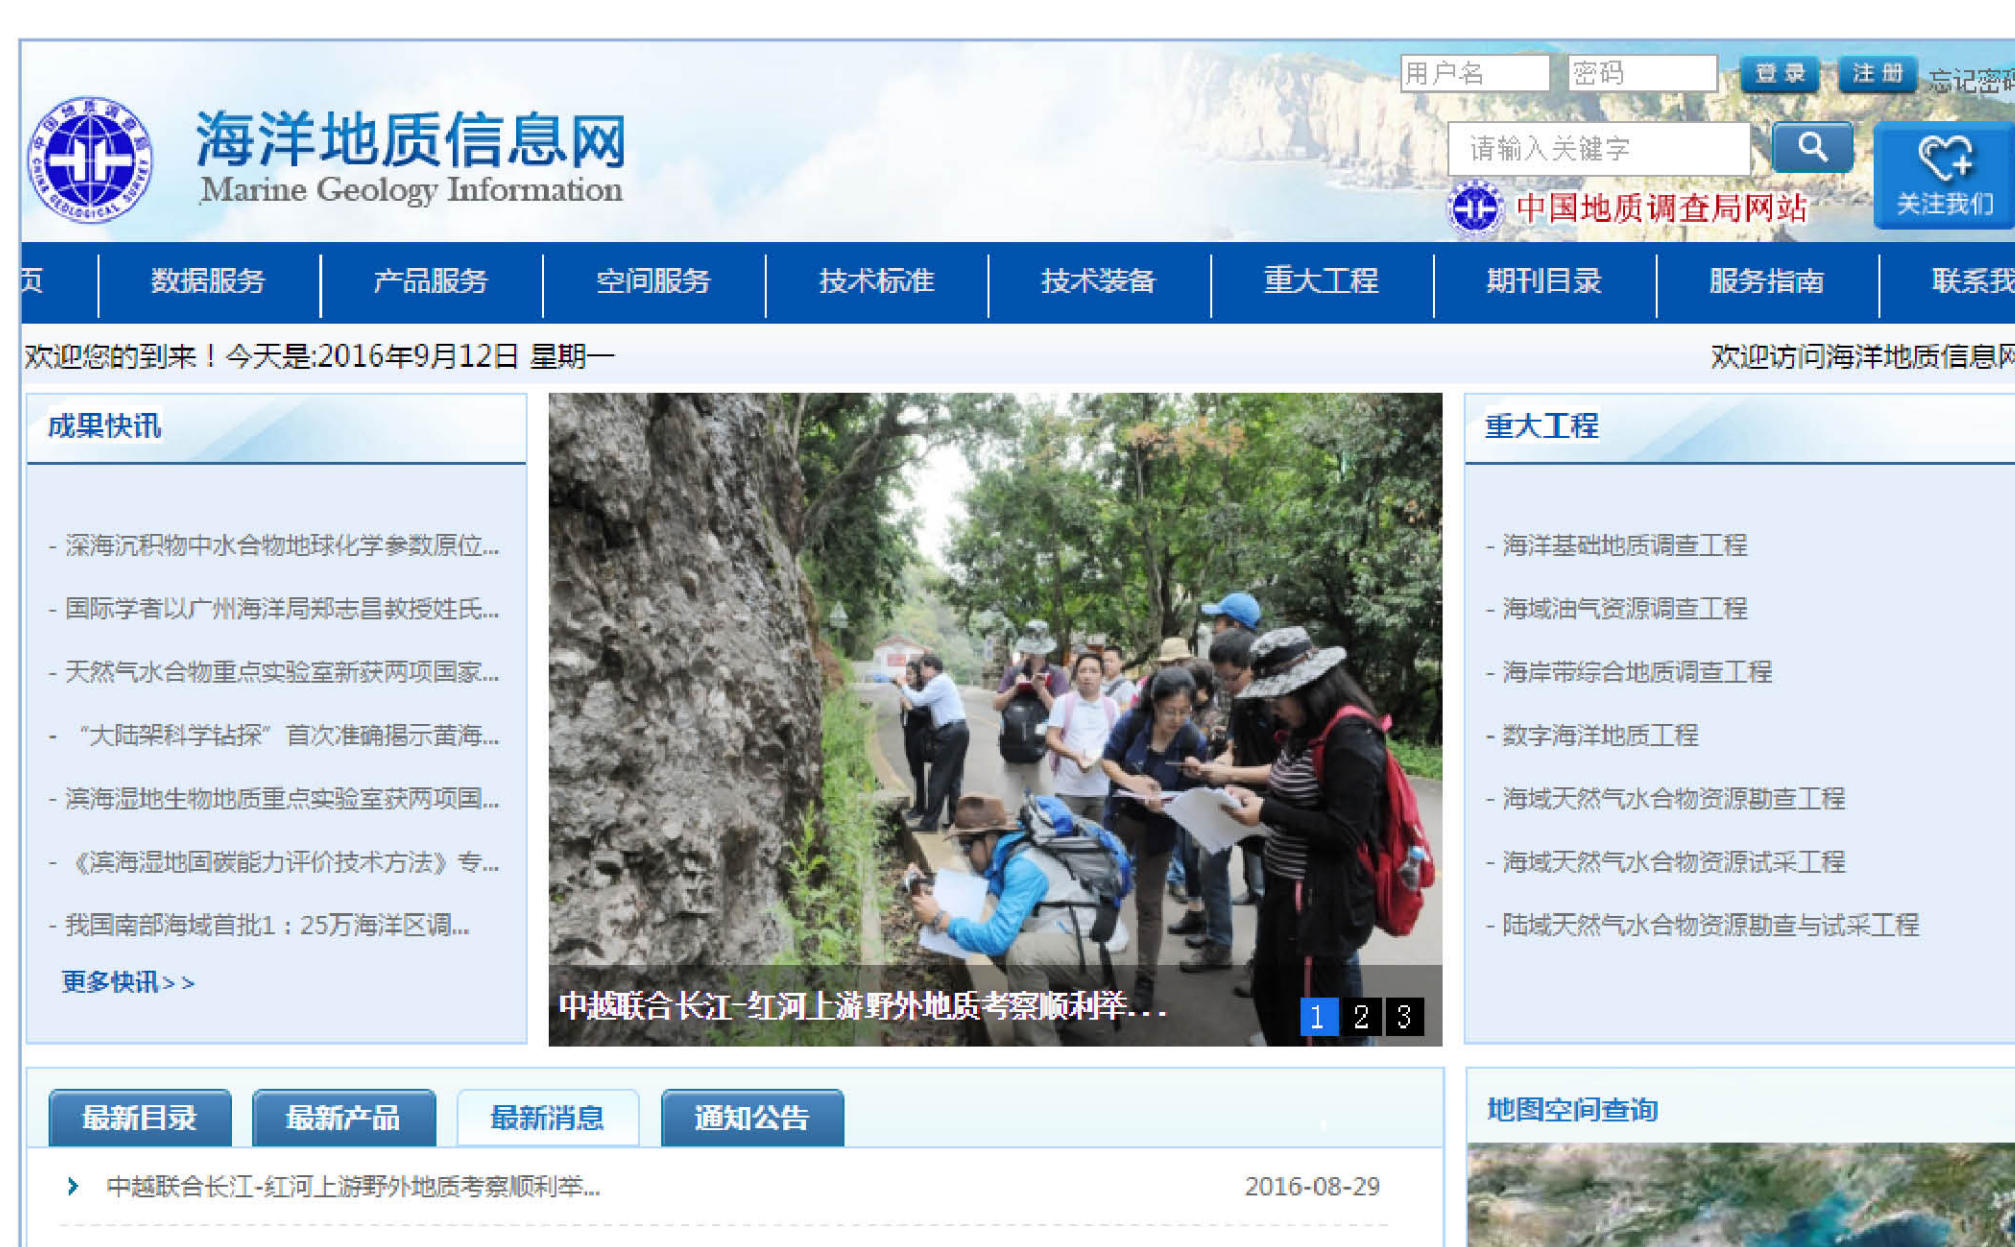 用户名
密码
登录
注册
忘记密码
海洋地质信息网
Marine Geology Information
CHINA GEOLOGICAL SURVEY
中国地质调查局
请输入关键字
中国地质调查局网站
关注我们
页 数据服务 产品服务 空间服务 技术标准 技术装备 重大工程 期刊目录 服务指南 联系我
欢迎您的到来！今天是:2016年9月12日 星期一
欢迎访问海洋地质信息网
成果快讯
- 深海沉积物中水合物地球化学参数原位...
- 国际学者以广州海洋局郑志昌教授姓氏...
- 天然气水合物重点实验室新获两项国家...
- “大陆架科学钻探”首次准确揭示黄海...
- 滨海湿地生物地质重点实验室获两项国...
- 《滨海湿地固碳能力评价技术方法》专...
- 我国南部海域首批1：25万海洋区调...
更多快讯>>
中越联合长江-红河上游野外地质考察顺利举...
1 2 3
重大工程
- 海洋基础地质调查工程
- 海域油气资源调查工程
- 海岸带综合地质调查工程
- 数字海洋地质工程
- 海域天然气水合物资源勘查工程
- 海域天然气水合物资源试采工程
- 陆域天然气水合物资源勘查与试采工程
最新目录 最新产品 最新消息 通知公告
中越联合长江-红河上游野外地质考察顺利举... 2016-08-29
地图空间查询